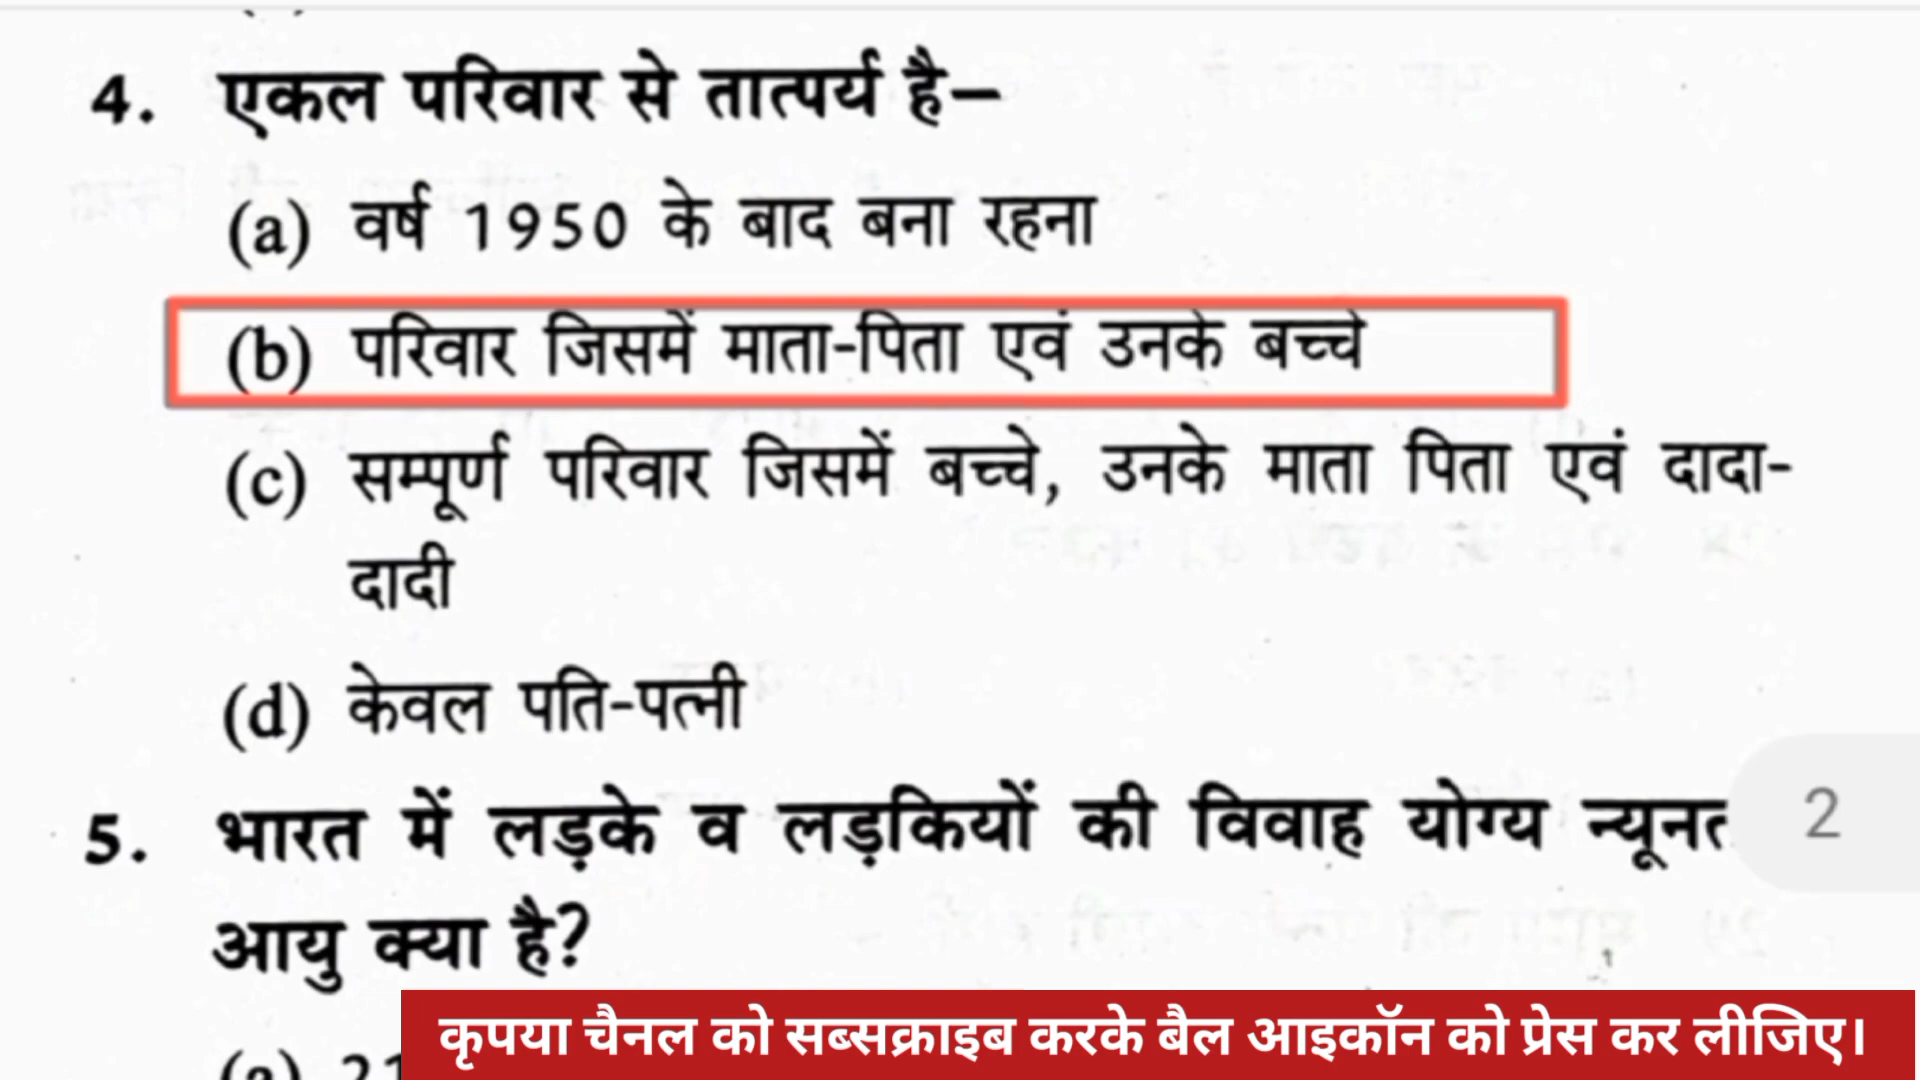 4. एकल परिवार से तात्पर्य है—
(a) वर्ष 1950 के बाद बना रहना
(b) परिवार जिसमें माता-पिता एवं उनके बच्चे
(c) सम्पूर्ण परिवार जिसमें बच्चे, उनके माता पिता एवं दादा-
दादी
(d) केवल पति-पत्नी
5. भारत में लड़के व लड़कियों की विवाह योग्य
2
आयु क्या है?
कृपया चैनल को सब्सक्राइब करके बैल आइकॉन को प्रेस कर लीजिए।
(a) 21